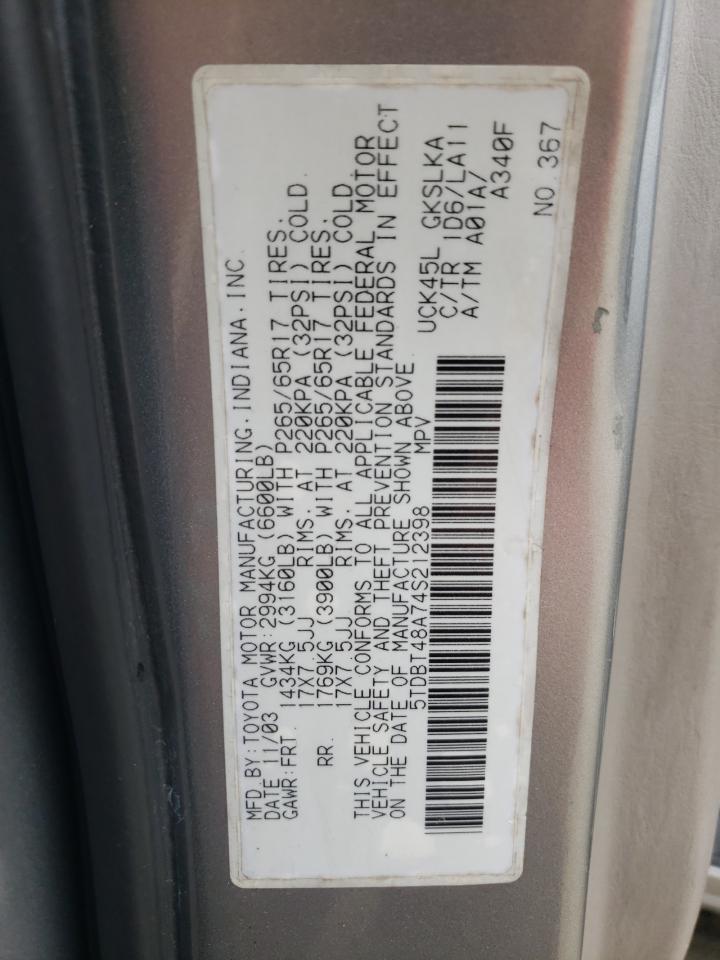 MFD.BY:TOYOTA MOTOR MANUFACTURING.INDIANA.INC.
DATE 11/03 GVWR:2994KG (6600LB)
GAWR:FRT. 1434KG (3160LB) WITH P265/65R17 TIRES.
17X7.5JJ RIMS. AT 220KPA (32PSI) COLD.
RR. 1769KG (3900LB) WITH P265/65R17 TIRES.
17X7.5JJ RIMS. AT 220KPA (32PSI) COLD.
THIS VEHICLE CONFORMS TO ALL APPLICABLE FEDERAL MOTOR
VEHICLE SAFETY AND THEFT PREVENTION STANDARDS IN EFFECT
ON THE DATE OF MANUFACTURE SHOWN ABOVE
5TDBT48A74S212398 MPV
UCK45L GKSLKA
C/TR 1D6/LA11
A/TM A01A/
A340F
NO.367